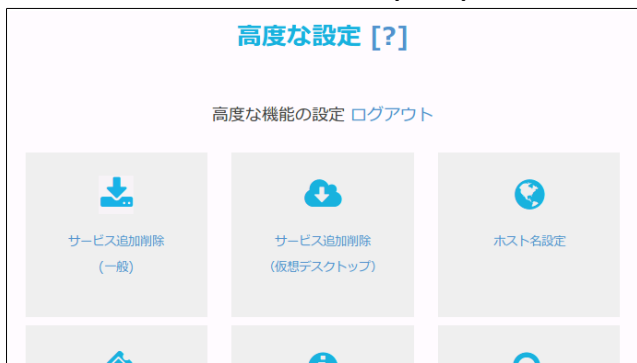 高度な設定 [?]
高度な機能の設定 ログアウト
サービス追加削除
(一般)
サービス追加削除
(仮想デスクトップ)
ホスト名設定